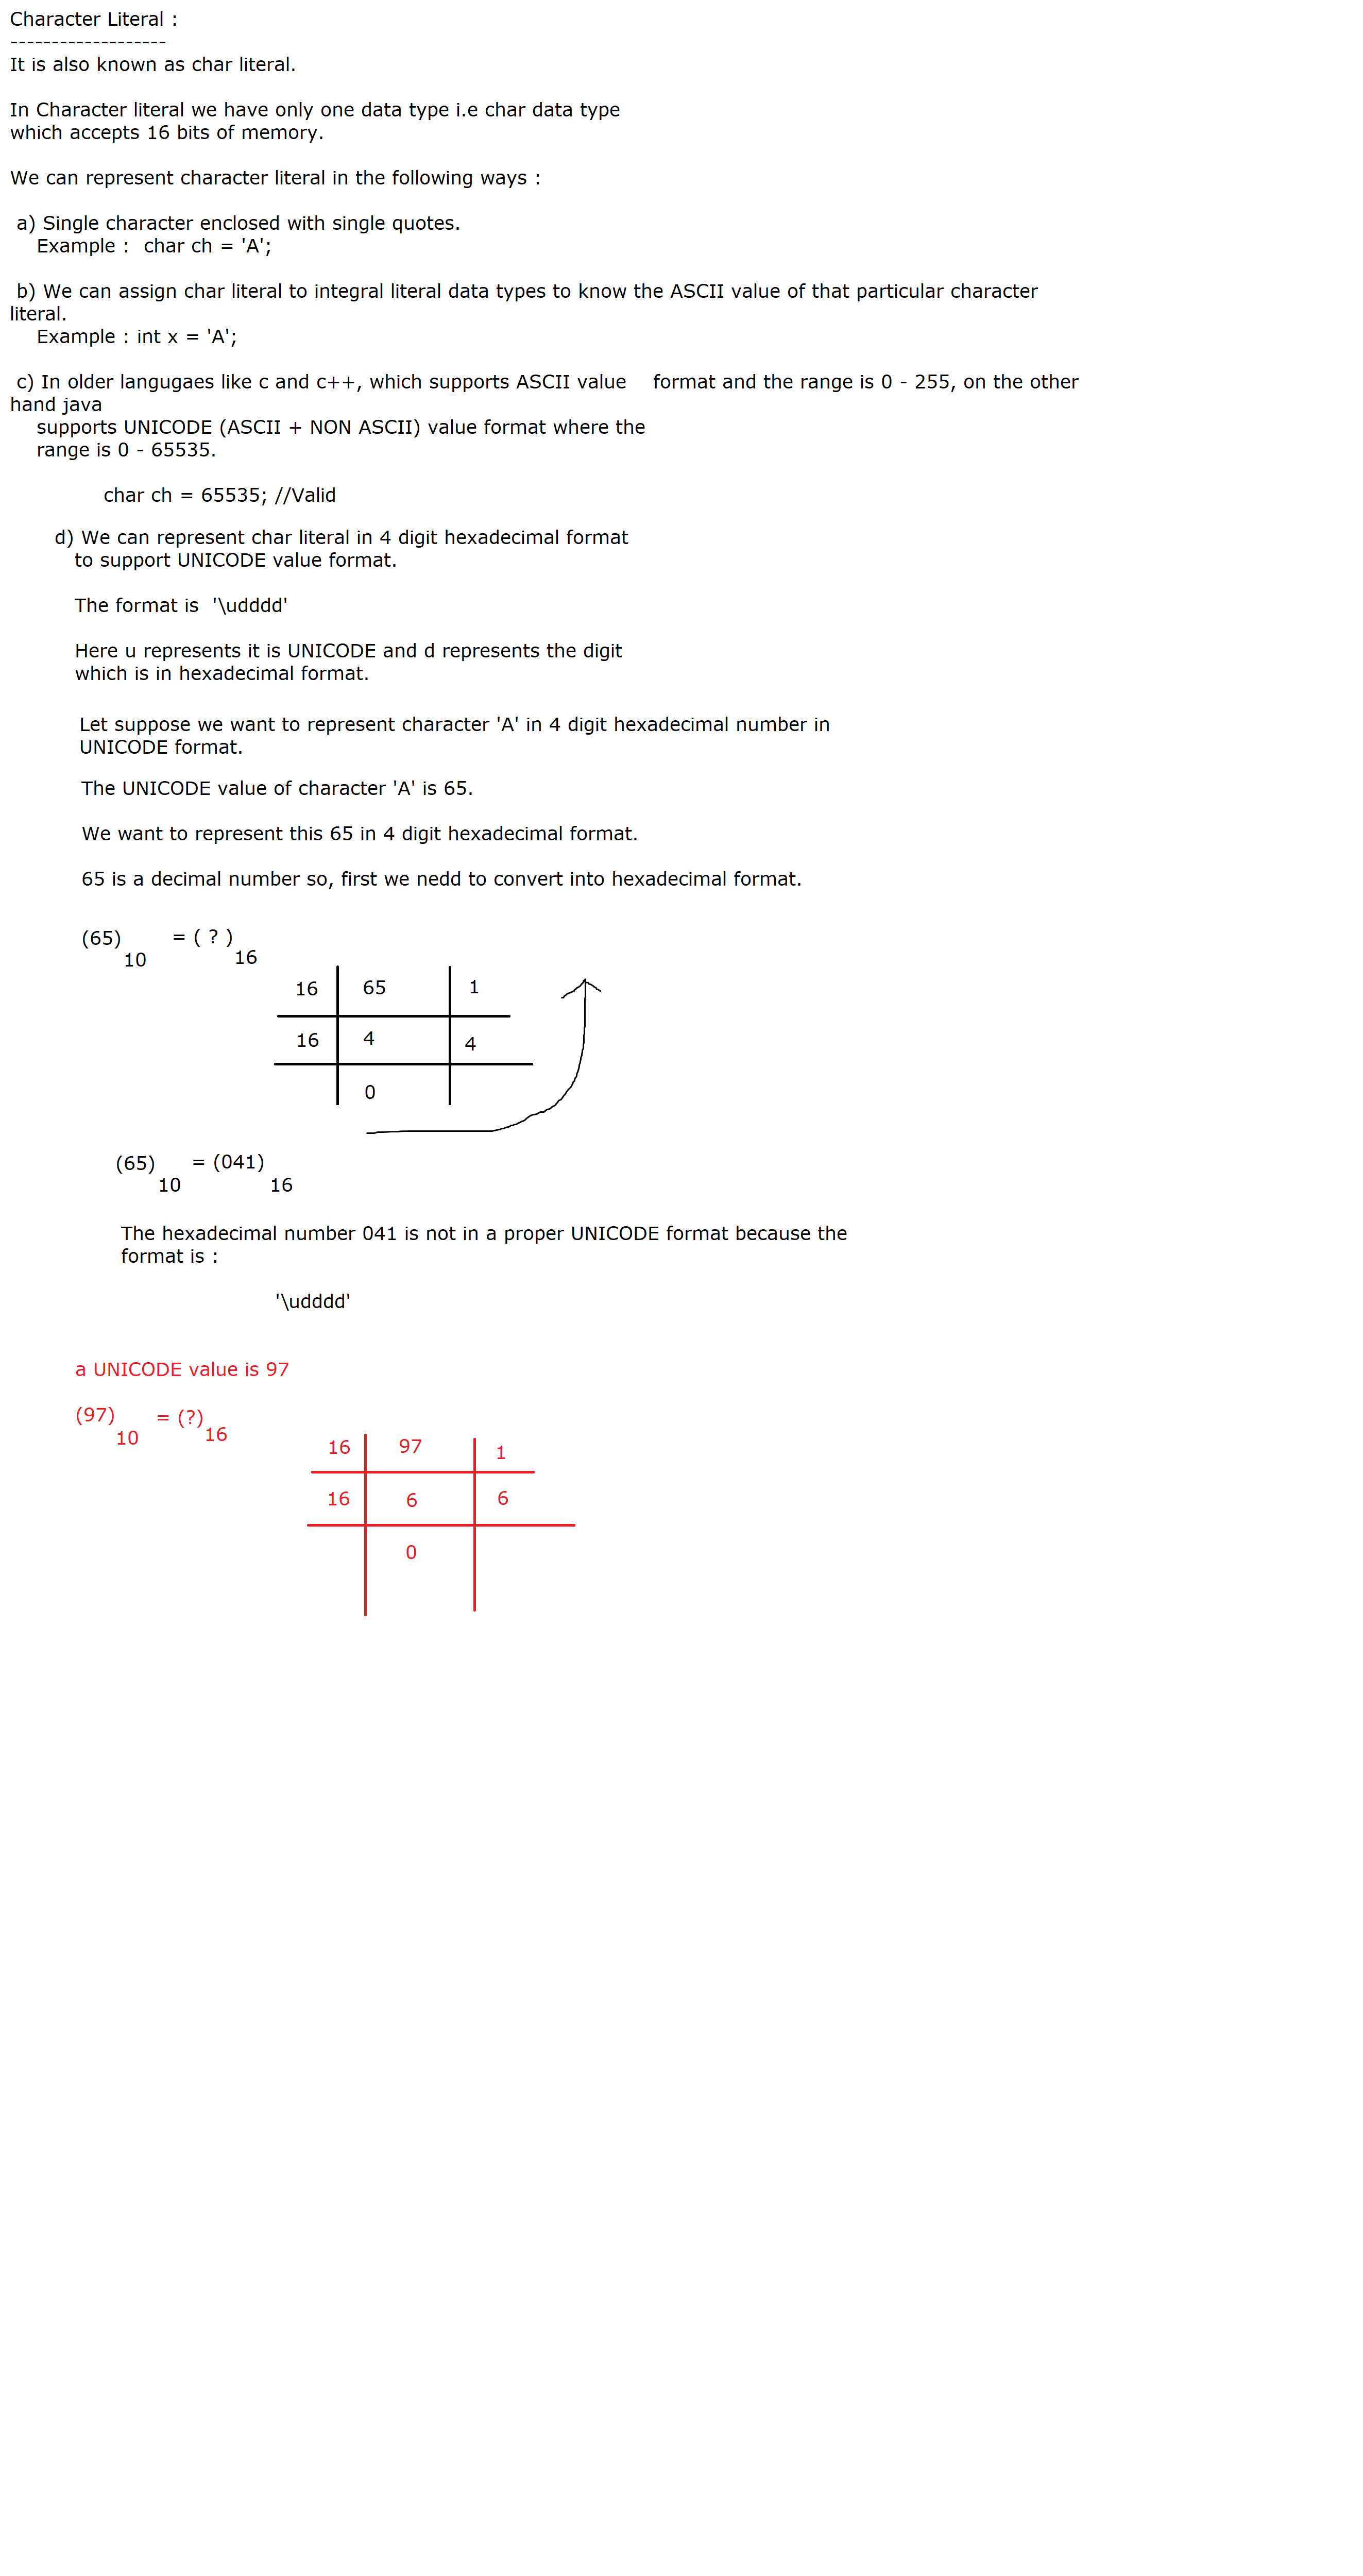 Character Literal :
-------------------
It is also known as char literal.
In Character literal we have only one data type i.e char data type
which accepts 16 bits of memory.
We can represent character literal in the following ways :
a) Single character enclosed with single quotes.
Example :  char ch = 'A';
b) We can assign char literal to integral literal data types to know the ASCII value of that particular character
literal.
Example : int x = 'A';
c) In older langugaes like c and c++, which supports ASCII value    format and the range is 0 - 255, on the other
hand java
supports UNICODE (ASCII + NON ASCII) value format where the
range is 0 - 65535.
char ch = 65535; //Valid
d) We can represent char literal in 4 digit hexadecimal format
to support UNICODE value format.
The format is  '\udddd'
Here u represents it is UNICODE and d represents the digit
which is in hexadecimal format.
Let suppose we want to represent character 'A' in 4 digit hexadecimal number in
UNICODE format.
The UNICODE value of character 'A' is 65.
We want to represent this 65 in 4 digit hexadecimal format.
65 is a decimal number so, first we nedd to convert into hexadecimal format.
(65) = ( ? )
10 16
16 65 1
16 4 4
0
(65) = (041)
10 16
The hexadecimal number 041 is not in a proper UNICODE format because the
format is :
'\udddd'
a UNICODE value is 97
(97) = (?)
10 16
16 97 1
16 6 6
0